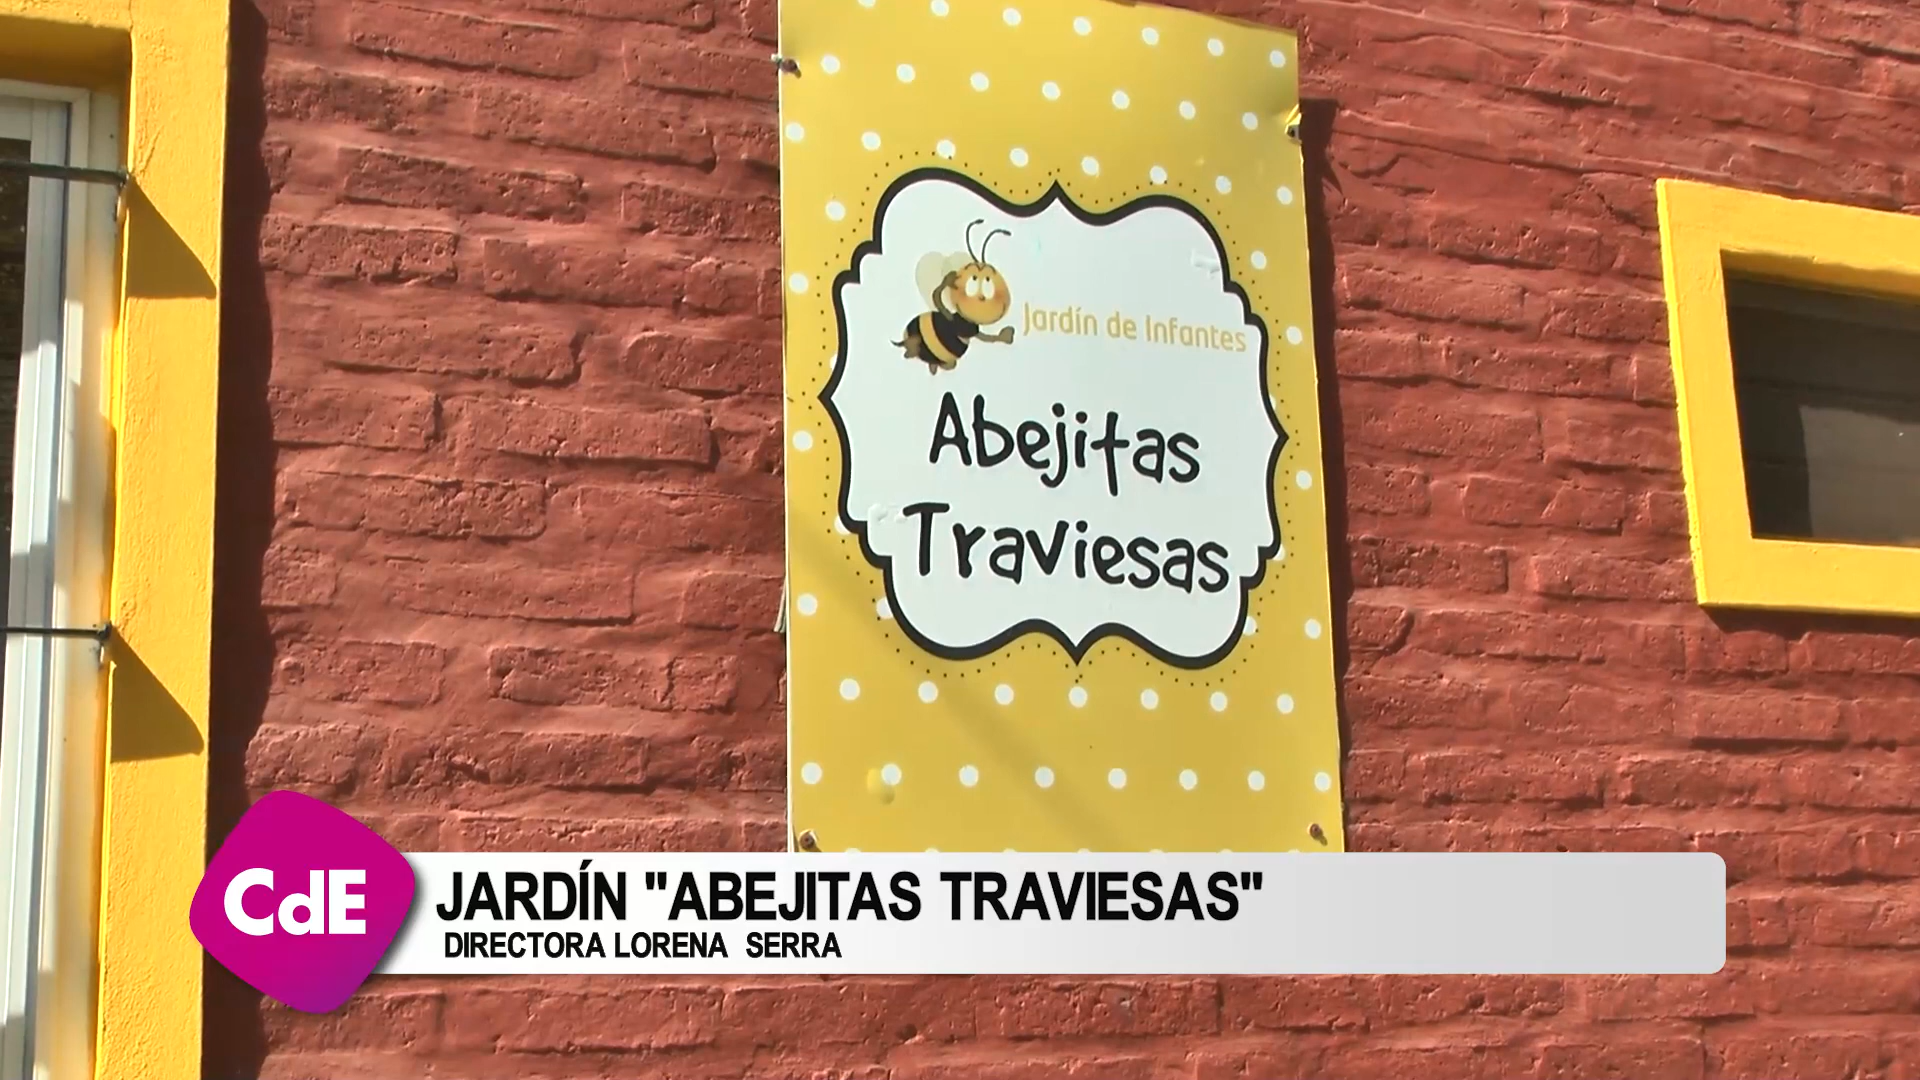 Jardín de Infantes
Abejitas
Traviesas
CdE
JARDÍN "ABEJITAS TRAVIESAS"
DIRECTORA LORENA SERRA